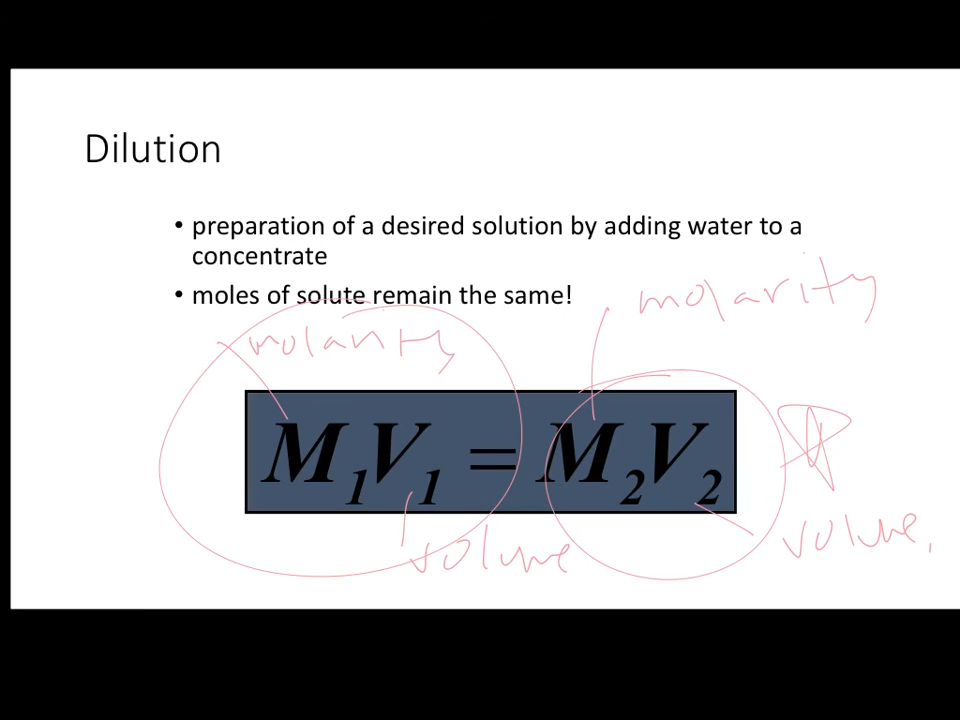 Dilution
• preparation of a desired solution by adding water to a
concentrate
• moles of solute remain the same!
molarity
molarity
M₁V₁ = M₂V₂
volume
volume.